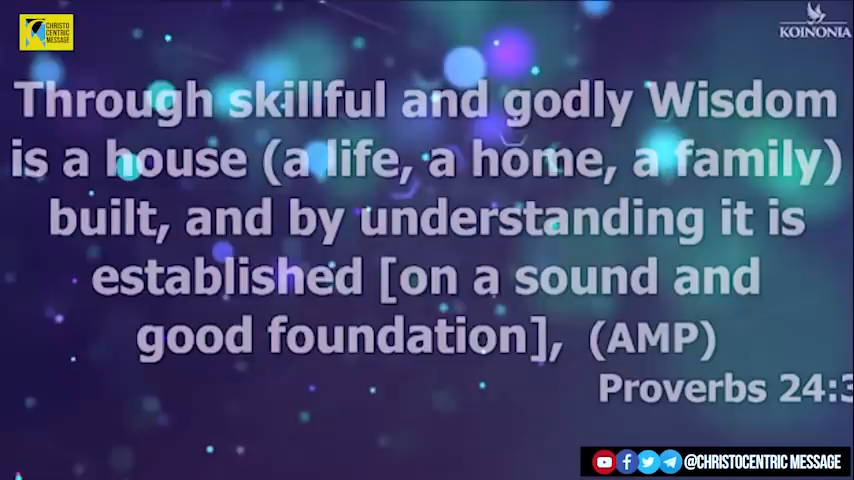 CHRISTO
CENTRIC
MESSAGE
KOINONIA
Through skillful and godly Wisdom
is a house (a life, a home, a family)
built, and by understanding it is
established [on a sound and
good foundation], (AMP)
Proverbs 24:3
@CHRISTOCENTRIC MESSAGE